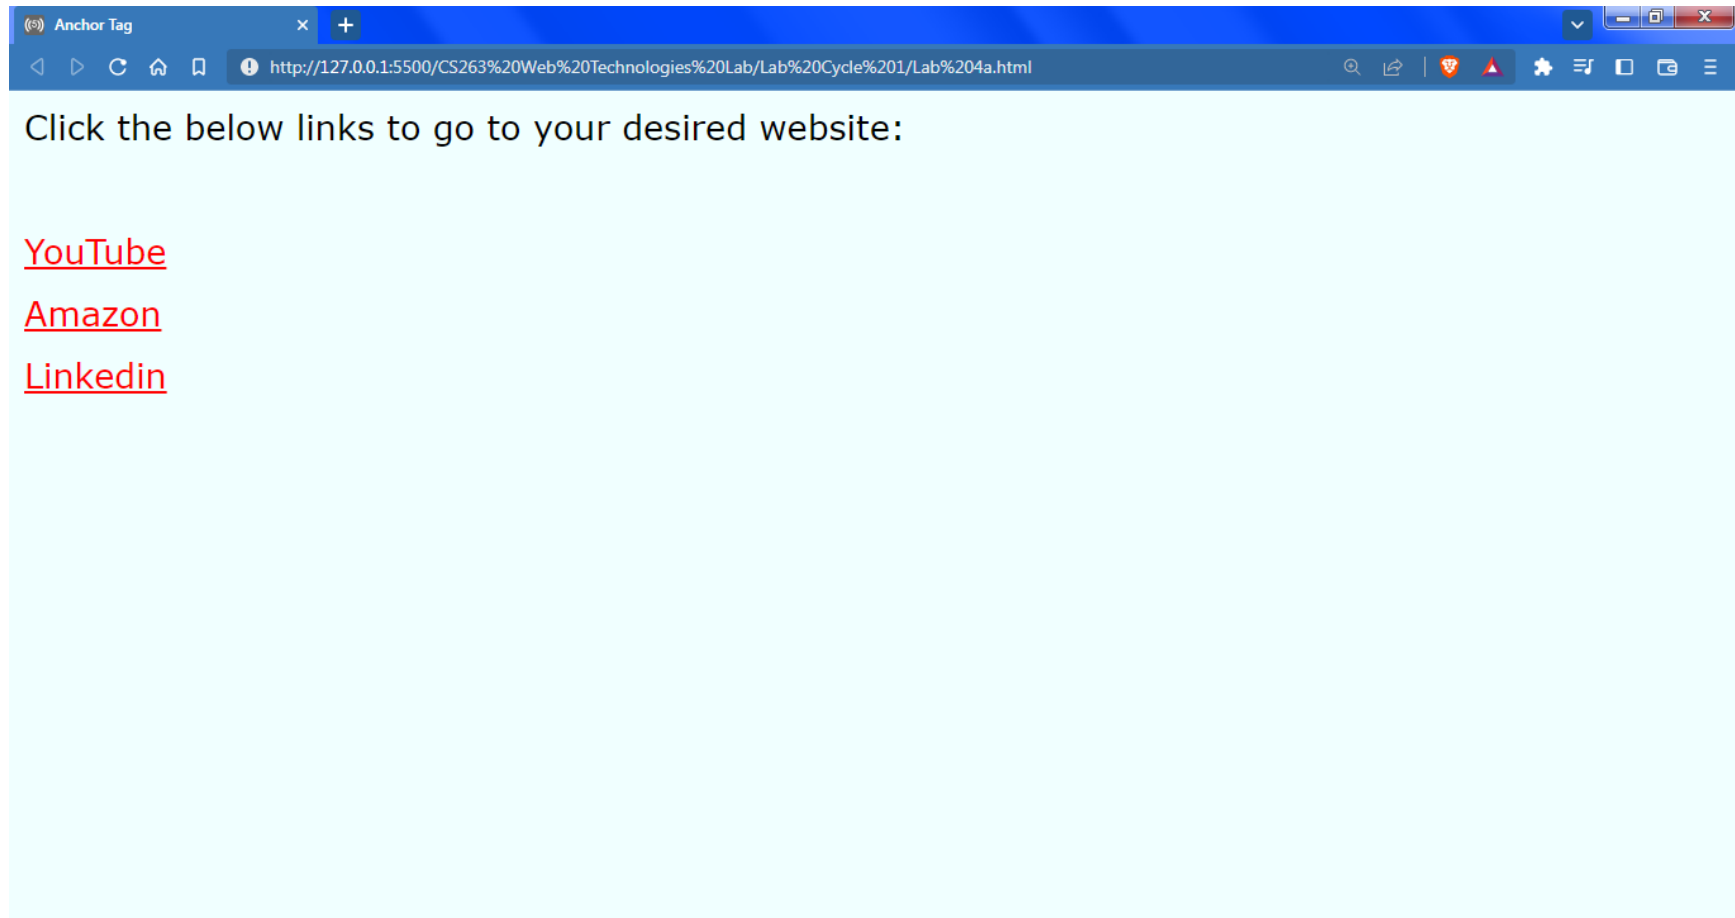 Anchor Tag
http://127.0.0.1:5500/CS263%20Web%20Technologies%20Lab/Lab%20Cycle%201/Lab%204a.html
Click the below links to go to your desired website:
YouTube
Amazon
Linkedin